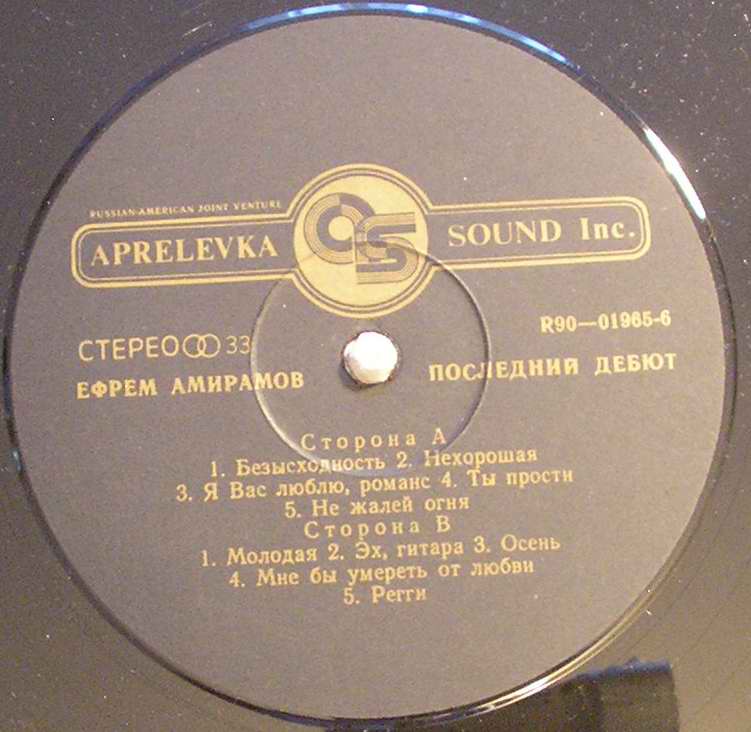 RUSSIAN-AMERICAN JOINT VENTURE
APRELEVKA SOUND Inc.
СТЕРЕО 33
R90—01965-6
ЕФРЕМ АМИРАМОВ ПОСЛЕДНИЙ ДЕБЮТ
Сторона А
1. Безысходность 2. Нехорошая
3. Я Вас люблю, романс 4. Ты прости
5. Не жалей огня
Сторона В
1. Молодая 2. Эх, гитара 3. Осень
4. Мне бы умереть от любви
5. Регги